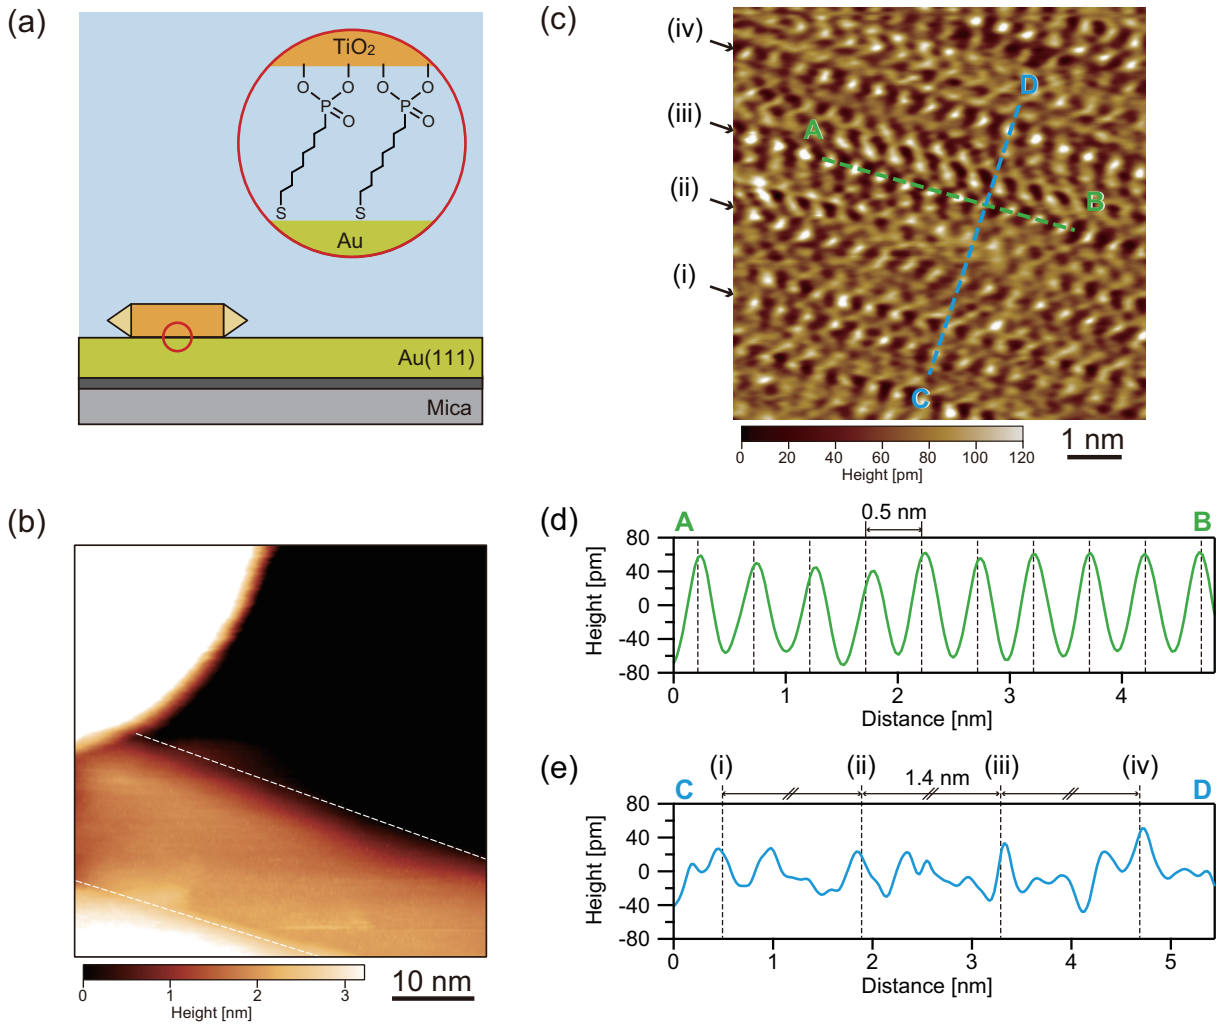 (a)
TiO2
O O O O
P P
O O
S S
Au
Au(111)
Mica
(b)
0 1 2 3
Height [nm]
10 nm
(c)
(iv)
(iii)
(ii)
(i)
D
A
B
C
0 20 40 60 80 100 120
Height [pm]
1 nm
(d)
A 0.5 nm B
Height [pm]
80
40
0
-40
-80
0 1 2 3 4
Distance [nm]
(e)
(i) (ii) (iii) (iv)
C 1.4 nm D
Height [pm]
80
40
0
-40
-80
0 1 2 3 4 5
Distance [nm]